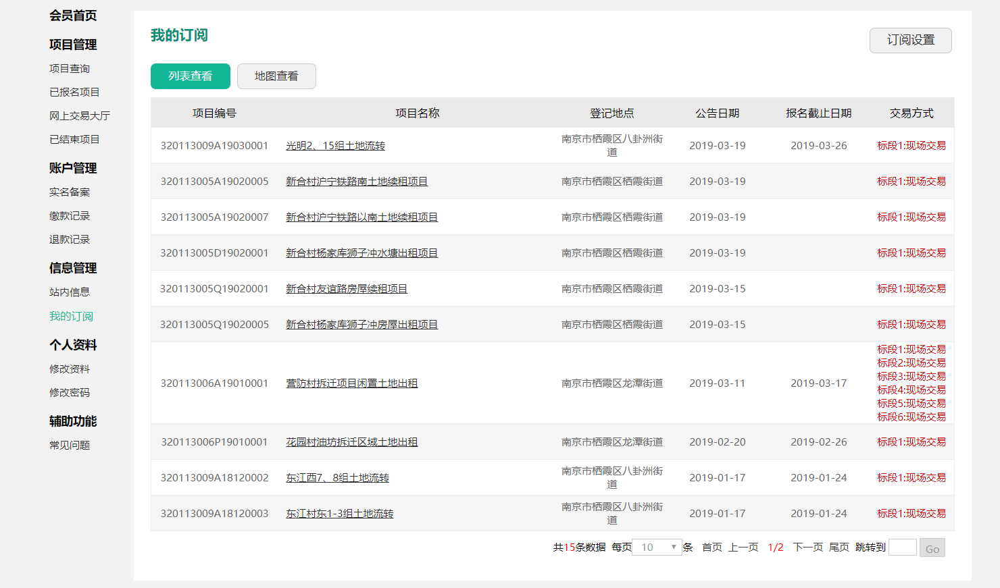 会员首页
项目管理
项目查询
已报名项目
网上交易大厅
已结束项目
账户管理
实名备案
缴款记录
退款记录
信息管理
站内信息
我的订阅
个人资料
修改资料
修改密码
辅助功能
常见问题
我的订阅
订阅设置
列表查看 地图查看
项目编号 项目名称 登记地点 公告日期 报名截止日期 交易方式
320113009A19030001 光明2、15组土地流转 南京市栖霞区八卦洲街道 2019-03-19 2019-03-26 标段1:现场交易
320113005A19020005 新合村沪宁铁路南土地续租项目 南京市栖霞区栖霞街道 2019-03-19 标段1:现场交易
320113005A19020007 新合村沪宁铁路以南土地续租项目 南京市栖霞区栖霞街道 2019-03-19 标段1:现场交易
320113005D19020001 新合村杨家库狮子冲水塘出租项目 南京市栖霞区栖霞街道 2019-03-19 标段1:现场交易
320113005Q19020001 新合村友谊路房屋续租项目 南京市栖霞区栖霞街道 2019-03-15 标段1:现场交易
320113005Q19020005 新合村杨家库狮子冲房屋出租项目 南京市栖霞区栖霞街道 2019-03-15 标段1:现场交易
320113006A19010001 营防村拆迁项目闲置土地出租 南京市栖霞区龙潭街道 2019-03-11 2019-03-17 标段1:现场交易
标段2:现场交易
标段3:现场交易
标段4:现场交易
标段5:现场交易
标段6:现场交易
320113006P19010001 花园村油坊拆迁区域土地出租 南京市栖霞区龙潭街道 2019-02-20 2019-02-26 标段1:现场交易
320113009A18120002 东江西7、8组土地流转 南京市栖霞区八卦洲街道 2019-01-17 2019-01-24 标段1:现场交易
320113009A18120003 东江村东1-3组土地流转 南京市栖霞区八卦洲街道 2019-01-17 2019-01-24 标段1:现场交易
共15条数据 每页 10 条 首页 上一页 1/2 下一页 尾页 跳转到 Go